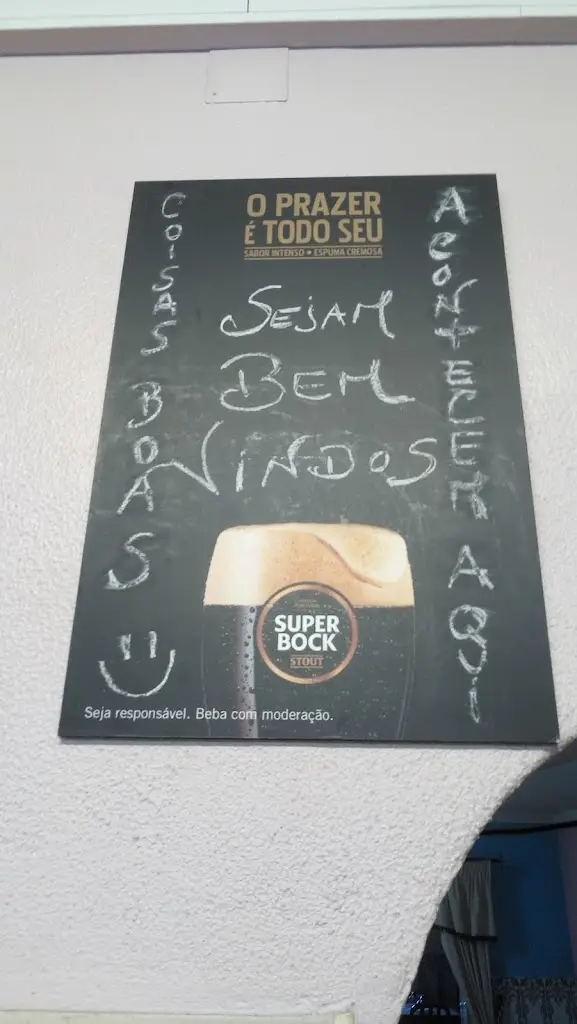 O PRAZER
É TODO SEU
SABOR INTENSO • ESPUMA CREMOSA
COISAS BOAS
SEJAM
BEM
VINDOS
ACONTECEM AQUI
SUPER
BOCK
STOUT
Seja responsável. Beba com moderação.